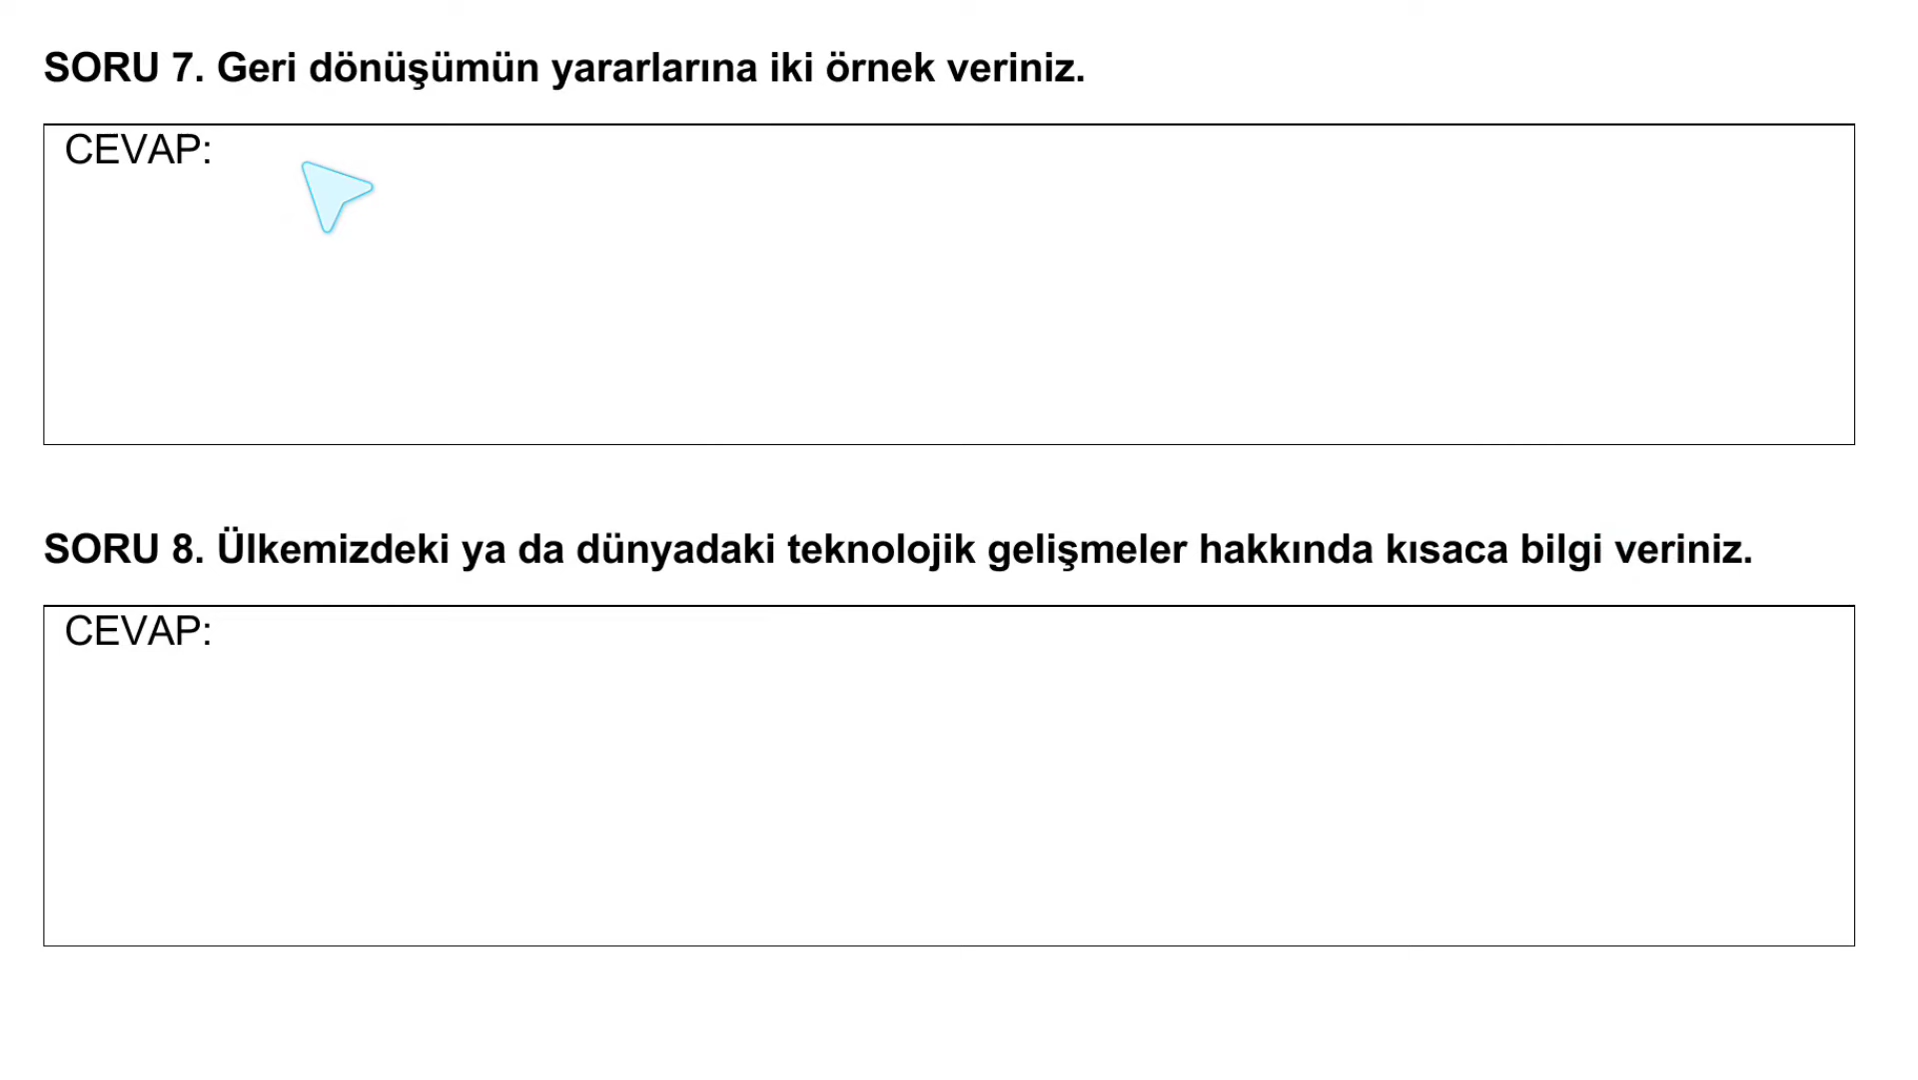 SORU 7. Geri dönüşümün yararlarına iki örnek veriniz.
CEVAP:
SORU 8. Ülkemizdeki ya da dünyadaki teknolojik gelişmeler hakkında kısaca bilgi veriniz.
CEVAP: